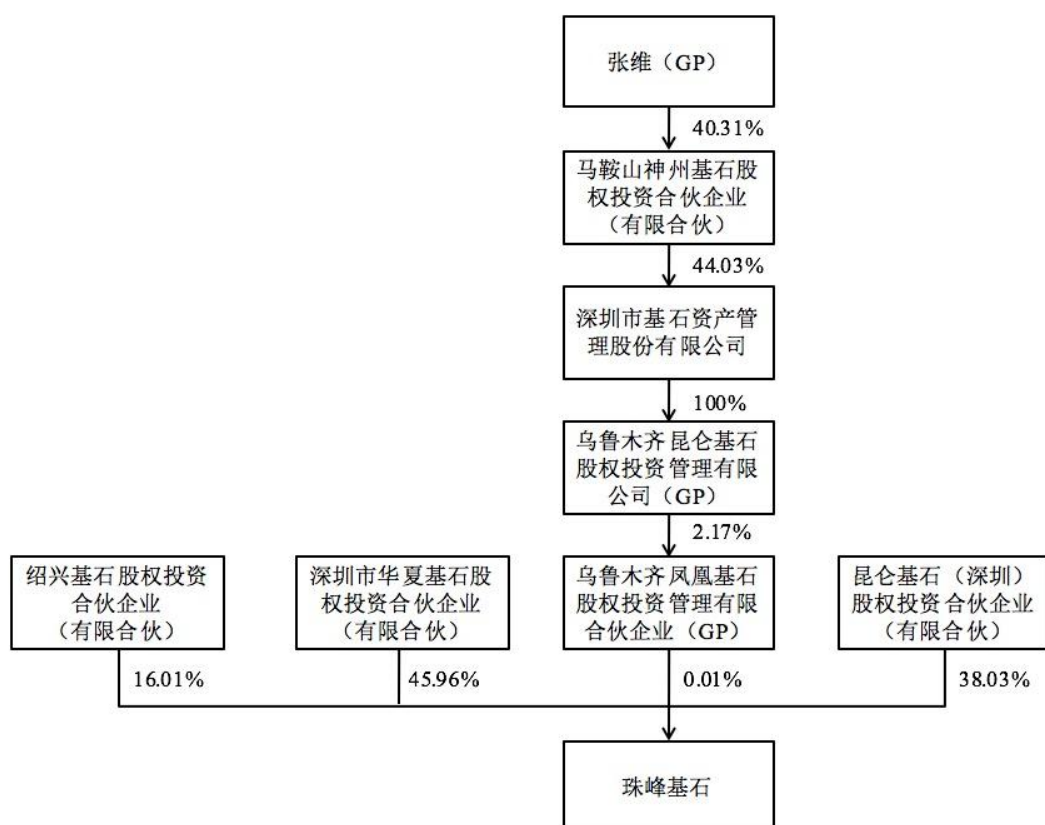 张维（GP）
40.31%
马鞍山神州基石股
权投资合伙企业
（有限合伙）
44.03%
深圳市基石资产管
理股份有限公司
100%
乌鲁木齐昆仑基石
股权投资管理有限
公司（GP）
2.17%
绍兴基石股权投资
合伙企业
（有限合伙）
深圳市华夏基石股
权投资合伙企业
（有限合伙）
乌鲁木齐凤凰基石
股权投资管理有限
合伙企业（GP）
昆仑基石（深圳）
股权投资合伙企业
（有限合伙）
16.01%
45.96%
0.01%
38.03%
珠峰基石